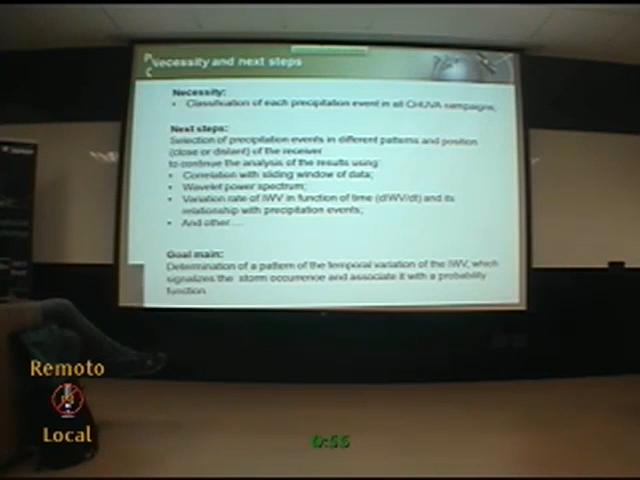 Necessity and next steps
Necessity:
• Classification of each precipitation event in all CHUVA campaigns;
Next steps:
Selection of precipitation events in different patterns and position
(close or distant) of the receiver
to continue the analysis of the results using:
• Correlation with sliding window of data;
• Wavelet power spectrum;
• Variation rate of IWV in function of time (dIWV/dt) and its
relationship with precipitation events;
• And other....
Goal main:
Determination of a pattern of the temporal variation of the IWV, which
signalizes the storm occurrence and associate it with a probability
function.
Remoto
Local
0:56